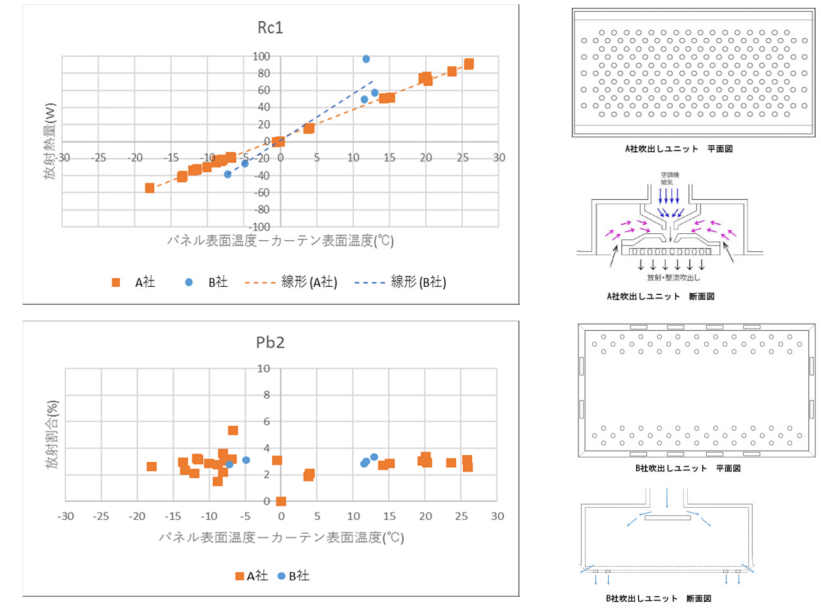 Rc1
放射熱量(W)
100
80
60
40
20
0
-20
-40
-60
-80
-100
-30
-25
-20
-15
-10
-5
0
5
10
15
20
25
30
パネル表面温度ーカーテン表面温度(℃)
A社
B社
線形 (A社)
線形 (B社)
Pb2
放射割合(%)
10
8
6
4
2
0
-30
-25
-20
-15
-10
-5
0
5
10
15
20
25
30
パネル表面温度ーカーテン表面温度(℃)
A社
B社
A社吹出しユニット 平面図
空調機
給気
放射・整流吹出し
A社吹出しユニット 断面図
B社吹出しユニット 平面図
B社吹出しユニット 断面図